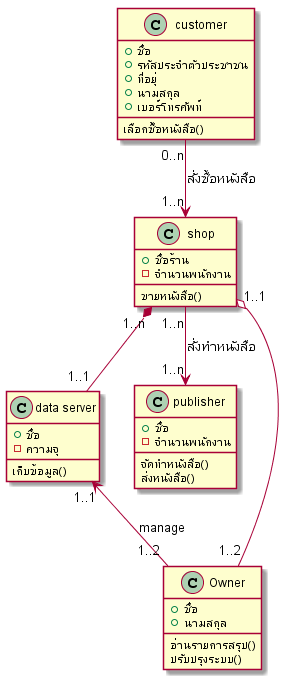 C customer
ชื่อ
รหัสประจำตัวประชาชน
ที่อยู่
นามสกุล
เบอร์โทรศัพท์
เลือกซื้อหนังสือ()
0..n
สั่งซื้อหนังสือ
1..n
C shop
ชื่อร้าน
จำนวนพนักงาน
ขายหนังสือ()
1..1
1..n
1..n
สั่งทำหนังสือ
1..1
1..n
C data server
ชื่อ
ความจุ
เก็บข้อมูล()
C publisher
ชื่อ
จำนวนพนักงาน
จัดทำหนังสือ()
ส่งหนังสือ()
1..1
manage
1..2
1..2
C Owner
ชื่อ
นามสกุล
อ่านรายการสรุป()
ปรับปรุงระบบ()